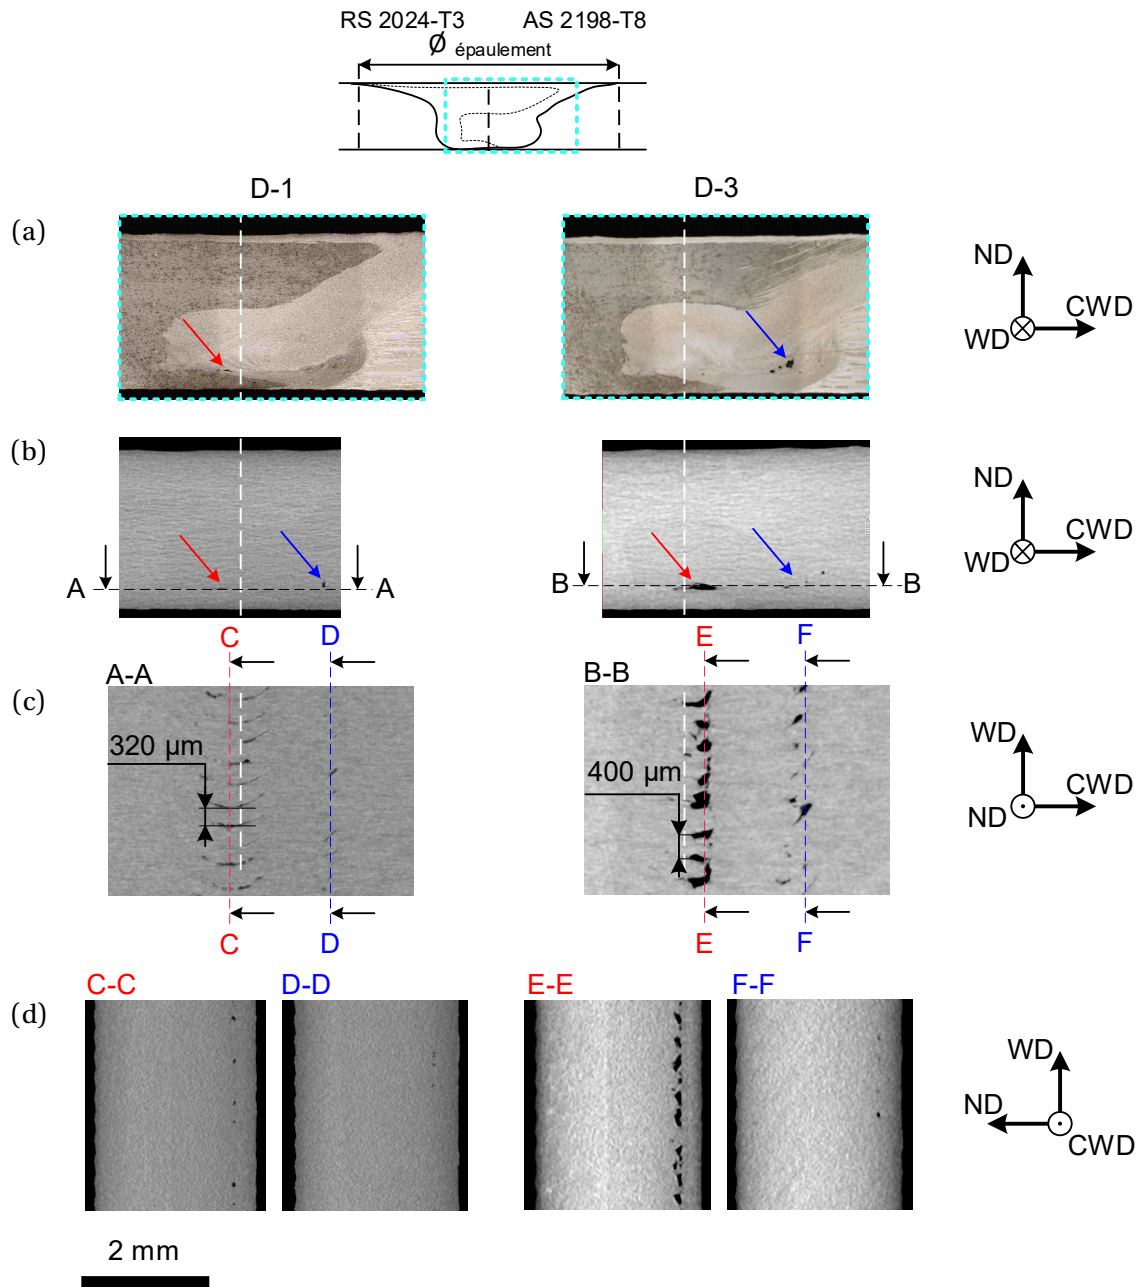 RS 2024-T3 AS 2198-T8
Ø épaulement
D-1 D-3
(a)
ND
CWD
WD
(b)
ND
CWD
WD
A A
B B
C D E F
A-A B-B
(c)
WD
320 µm
400 µm
CWD
ND
C D E F
C-C D-D E-E F-F
(d)
WD
ND
CWD
2 mm